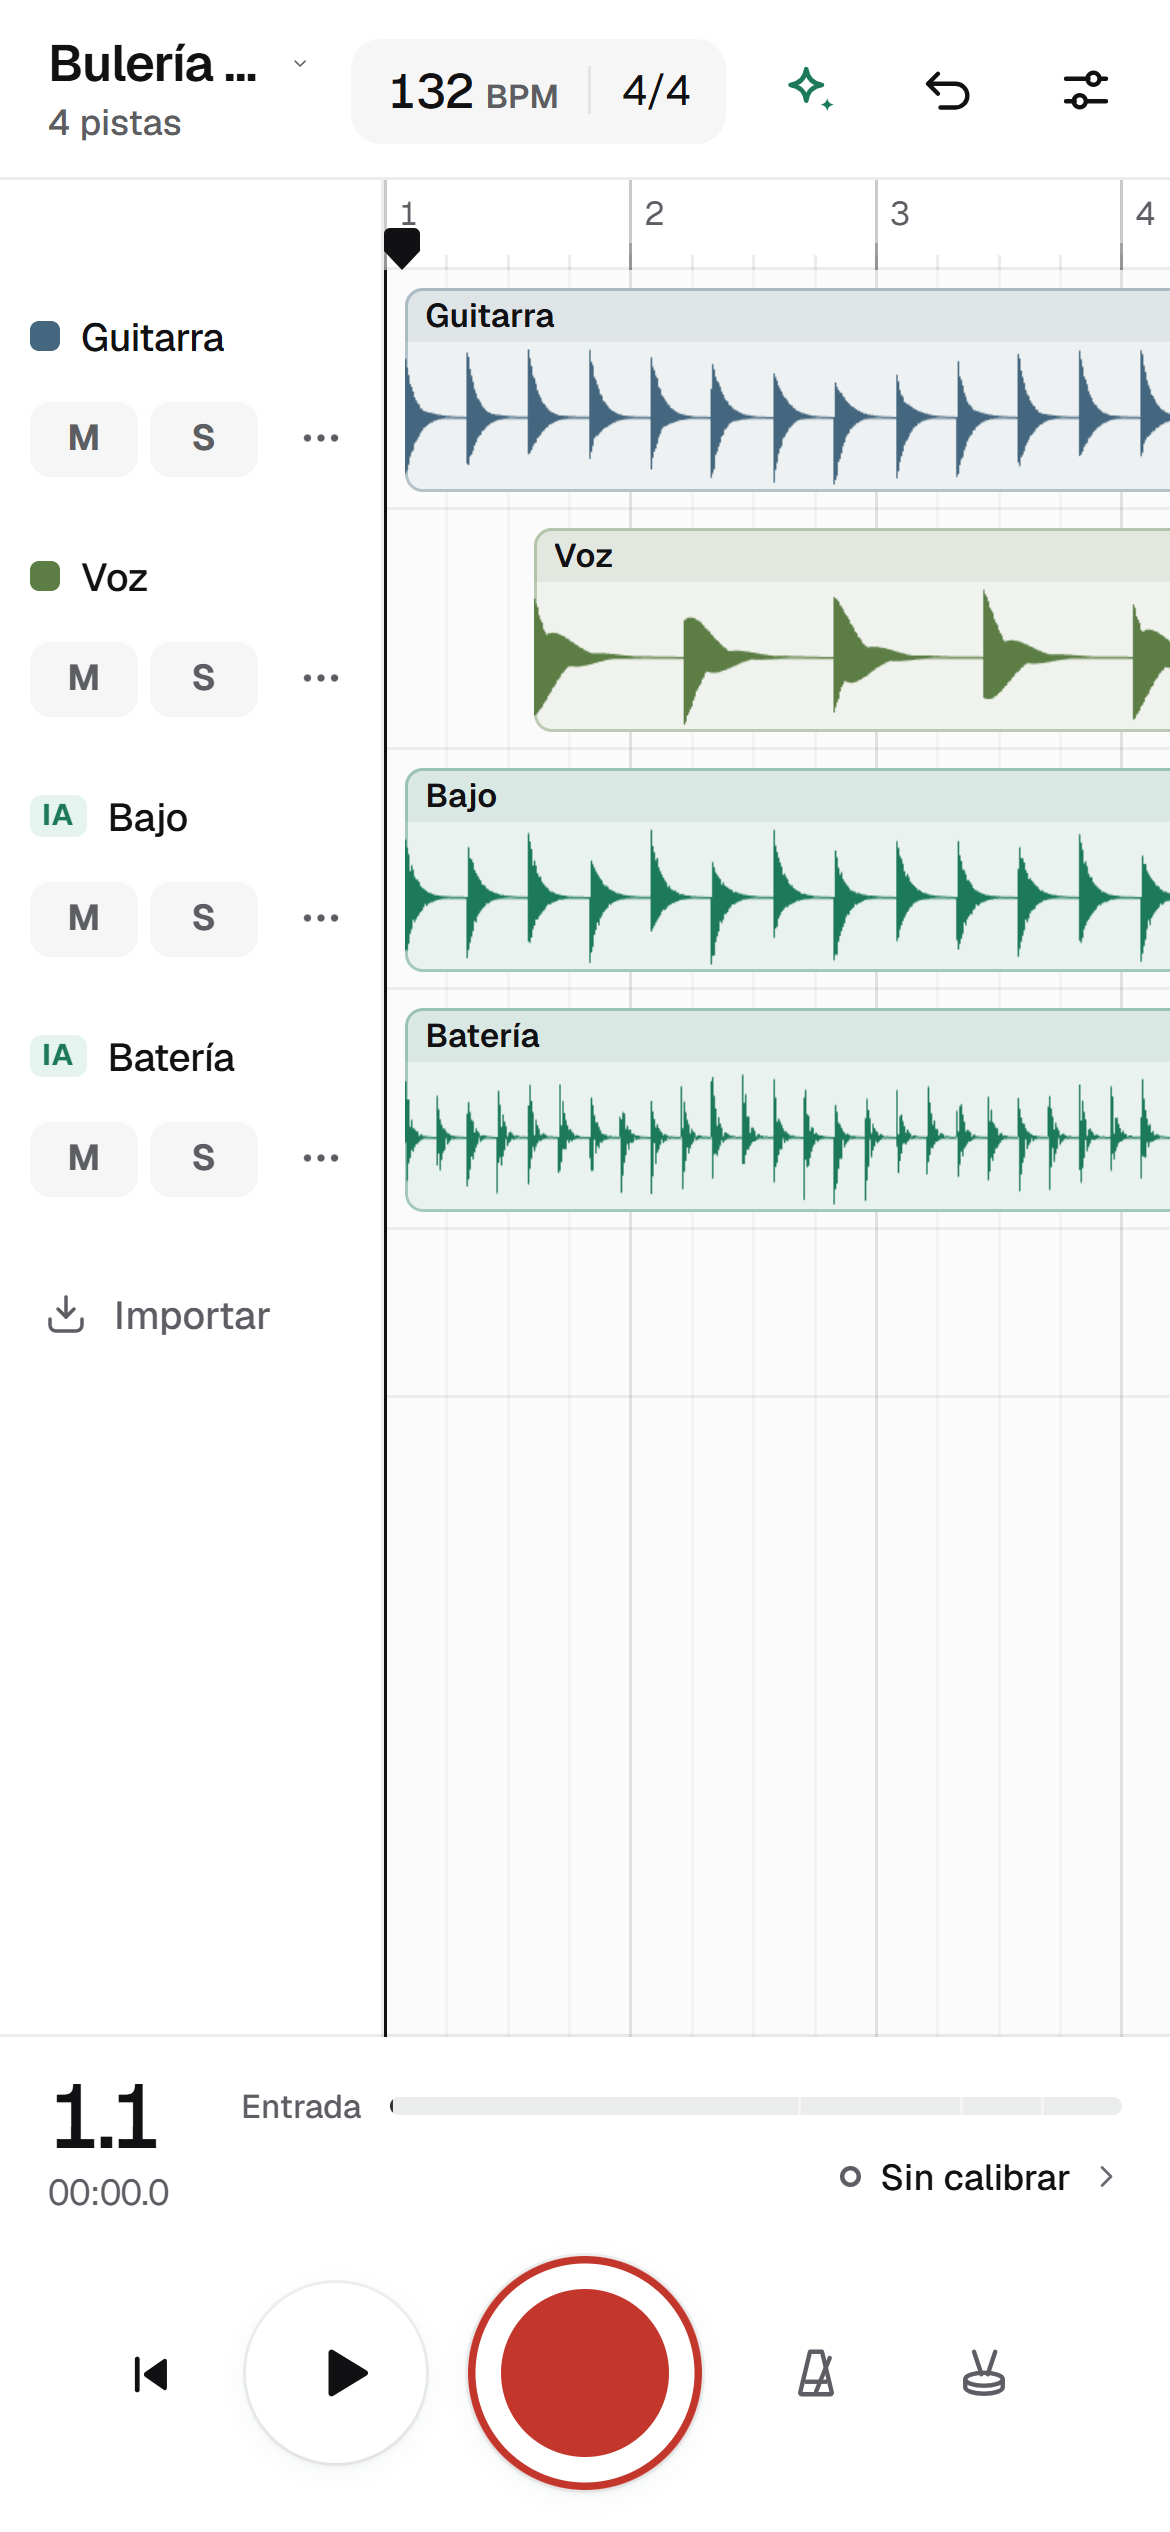 Bulería ...
4 pistas
132 BPM 4/4
1 2 3 4
Guitarra
M S
Guitarra
Voz
M S
Voz
IA Bajo
M S
Bajo
IA Batería
M S
Batería
Importar
1.1
00:00.0
Entrada
Sin calibrar